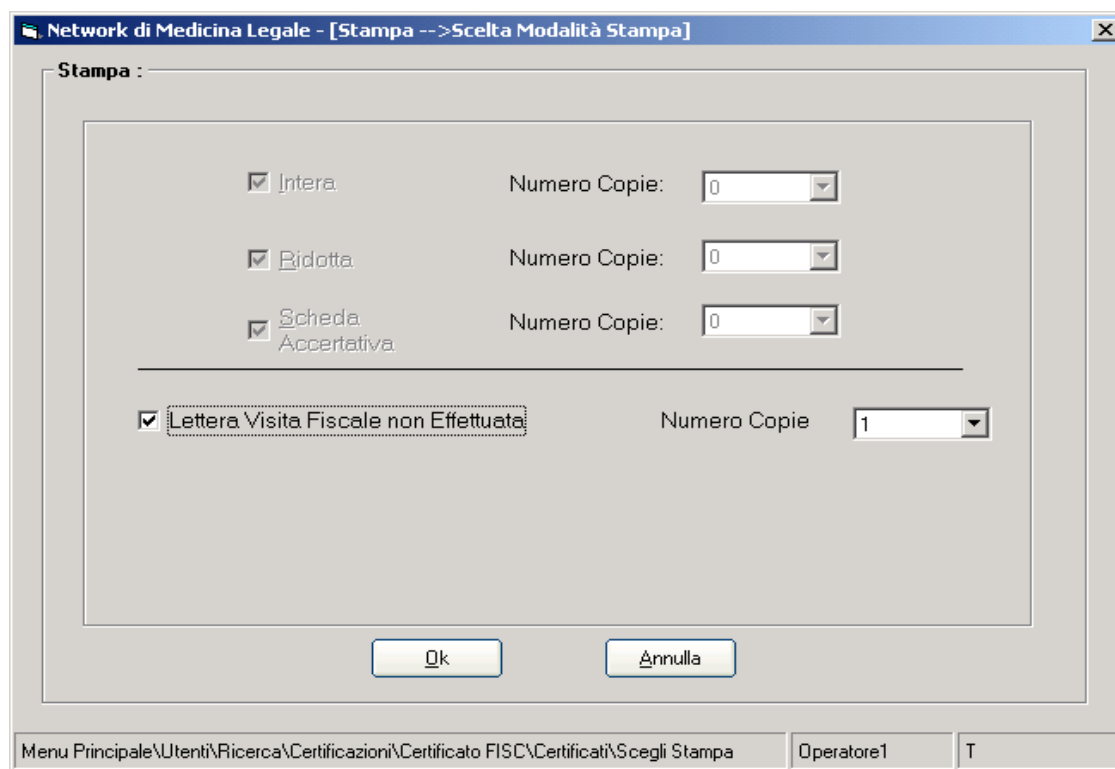 Network di Medicina Legale - [Stampa -->Scelta Modalità Stampa]
Stampa :
Intera Numero Copie: 0
Ridotta Numero Copie: 0
Scheda Accertativa Numero Copie: 0
Lettera Visita Fiscale non Effettuata Numero Copie 1
Ok Annulla
Menu Principale\Utenti\Ricerca\Certificazioni\Certificato FISC\Certificati\Scegli Stampa Operatore1 T